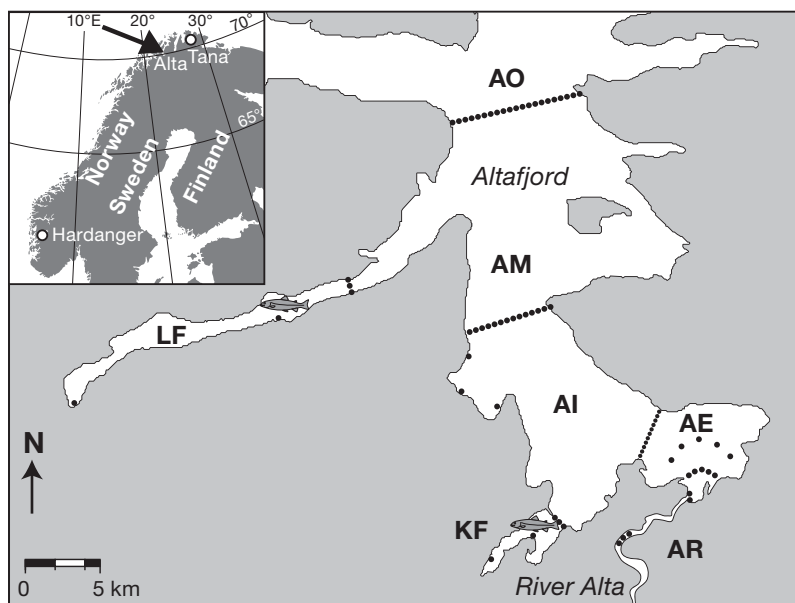 10°E 20° 30° 70°
Alta Tana
65°
Norway
Sweden
Finland
Hardanger
AO
Altafjord
AM
LF
AI
AE
N
KF
AR
River Alta
0 5 km